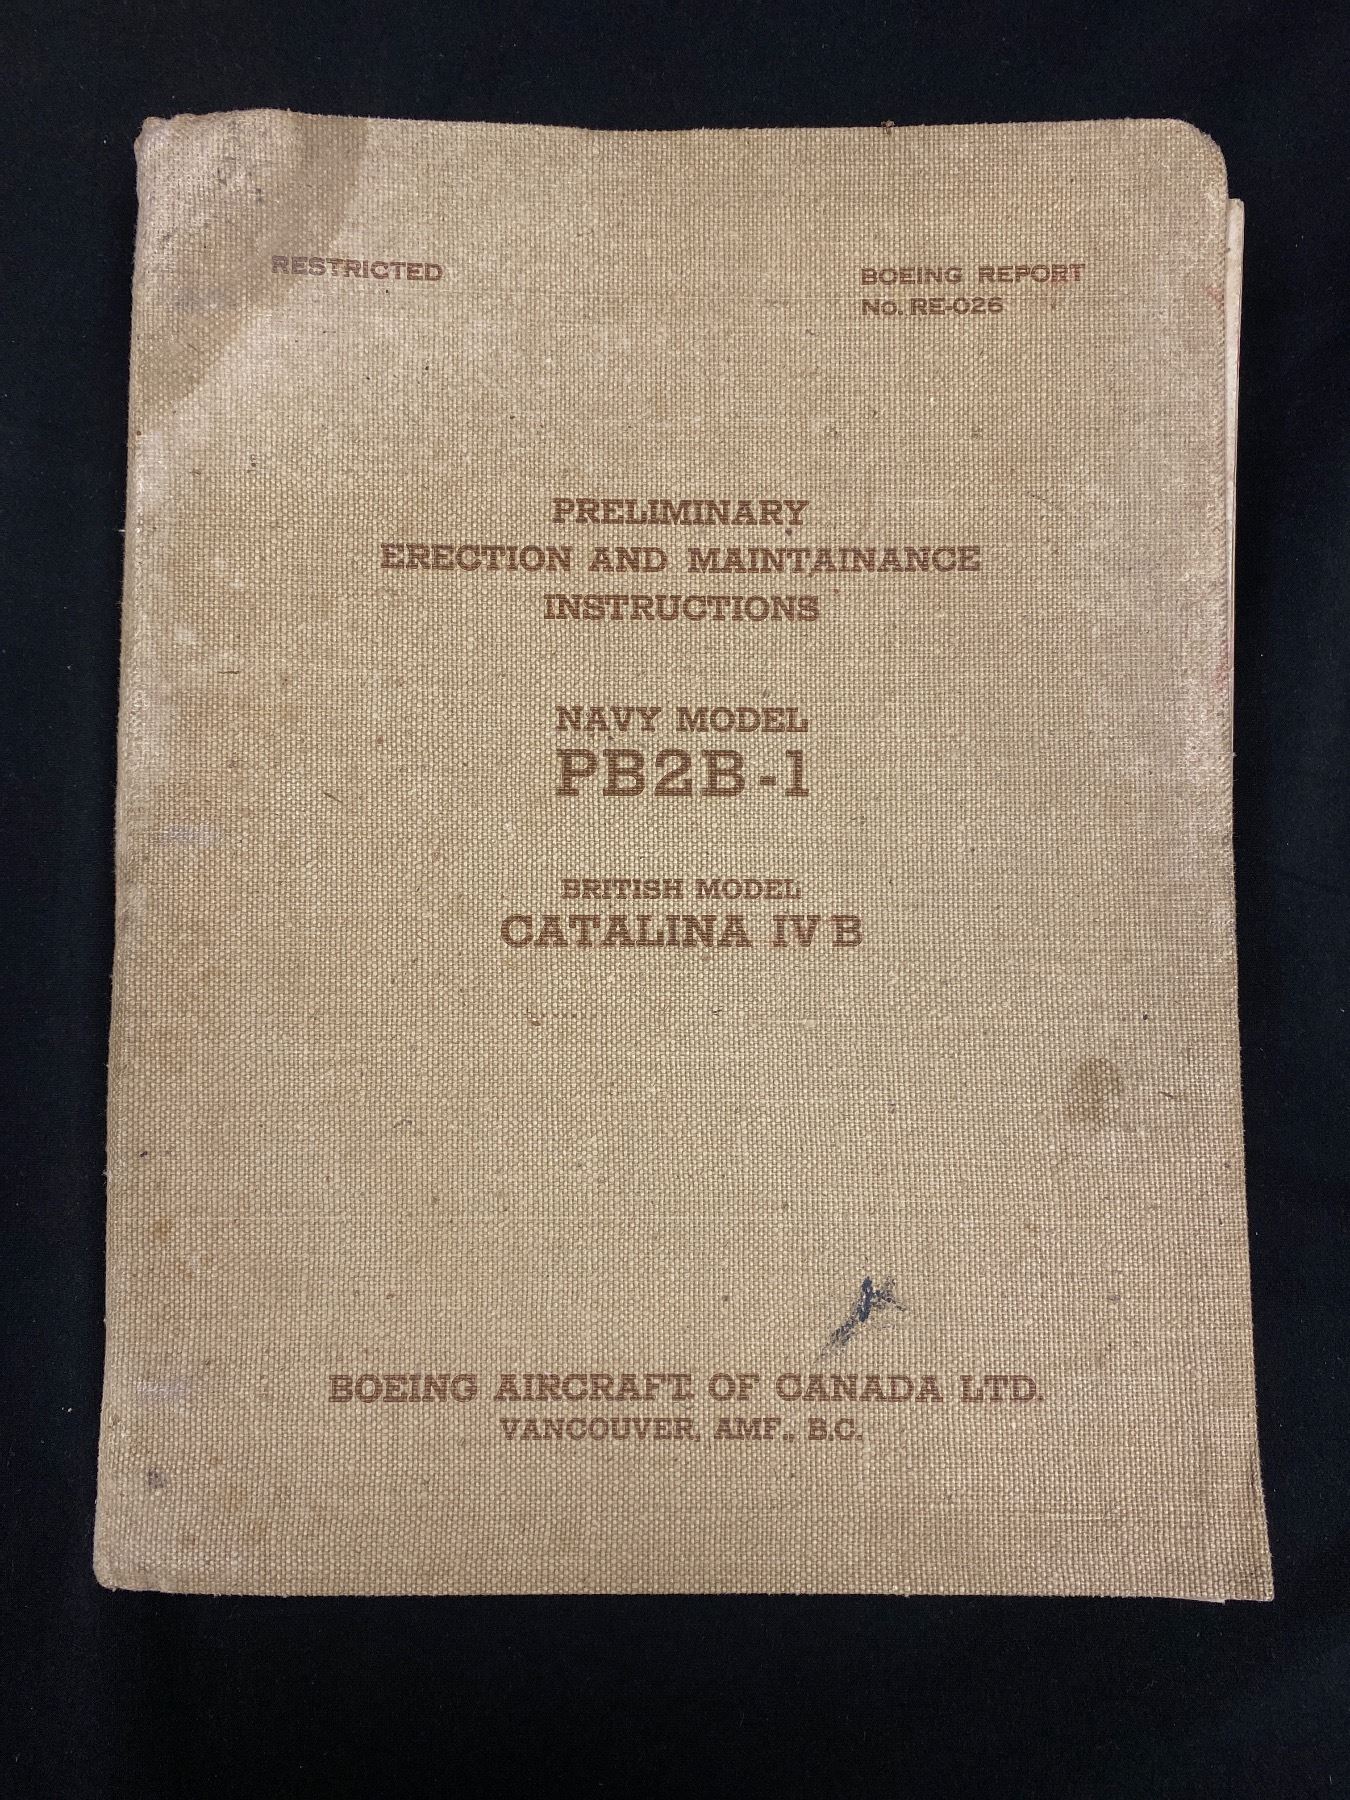 RESTRICTED
BOEING REPORT
NO. RE-026
PRELIMINARY
ERECTION AND MAINTAINANCE
INSTRUCTIONS
NAVY MODEL
PB2B-1
BRITISH MODEL
CATALINA IV B
BOEING AIRCRAFT OF CANADA LTD.
VANCOUVER, AMF., B.C.